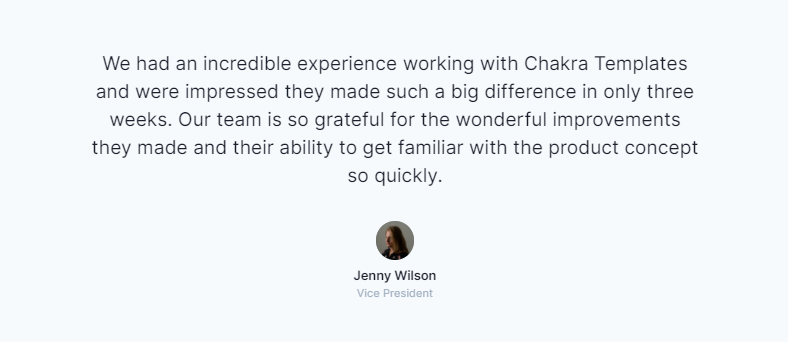 We had an incredible experience working with Chakra Templates
and were impressed they made such a big difference in only three
weeks. Our team is so grateful for the wonderful improvements
they made and their ability to get familiar with the product concept
so quickly.
Jenny Wilson
Vice President